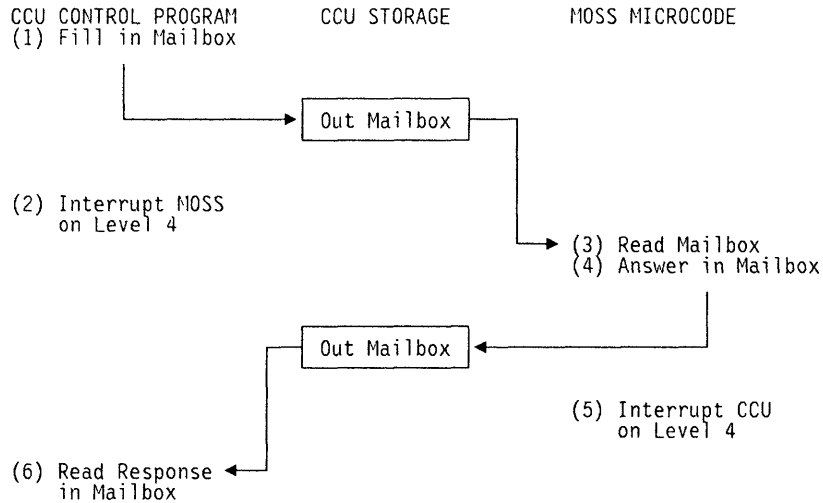 CCU CONTROL PROGRAM CCU STORAGE MOSS MICROCODE
(1) Fill in Mailbox
Out Mailbox
(2) Interrupt MOSS
on Level 4
(3) Read Mailbox
(4) Answer in Mailbox
Out Mailbox
(5) Interrupt CCU
on Level 4
(6) Read Response
in Mailbox